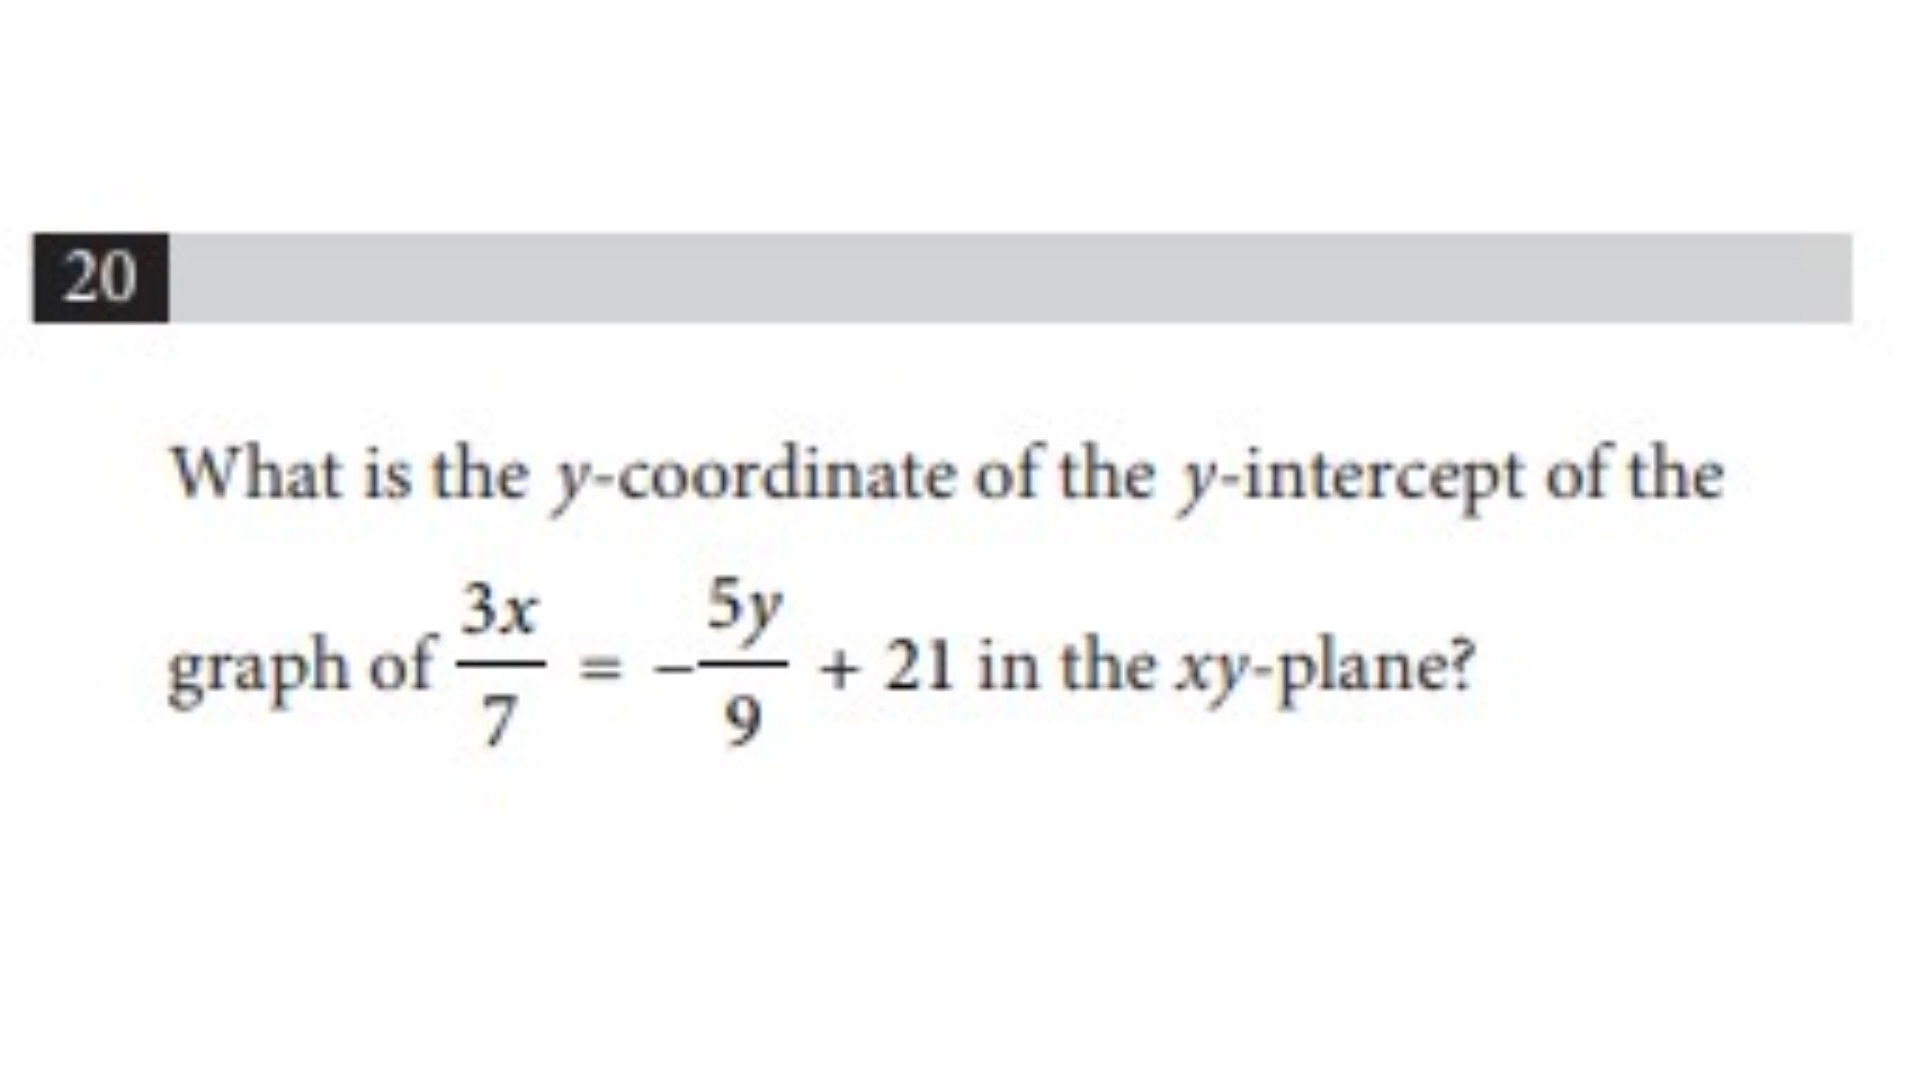 20
What is the y-coordinate of the y-intercept of the
graph of 3x/7 = -5y/9 + 21 in the xy-plane?